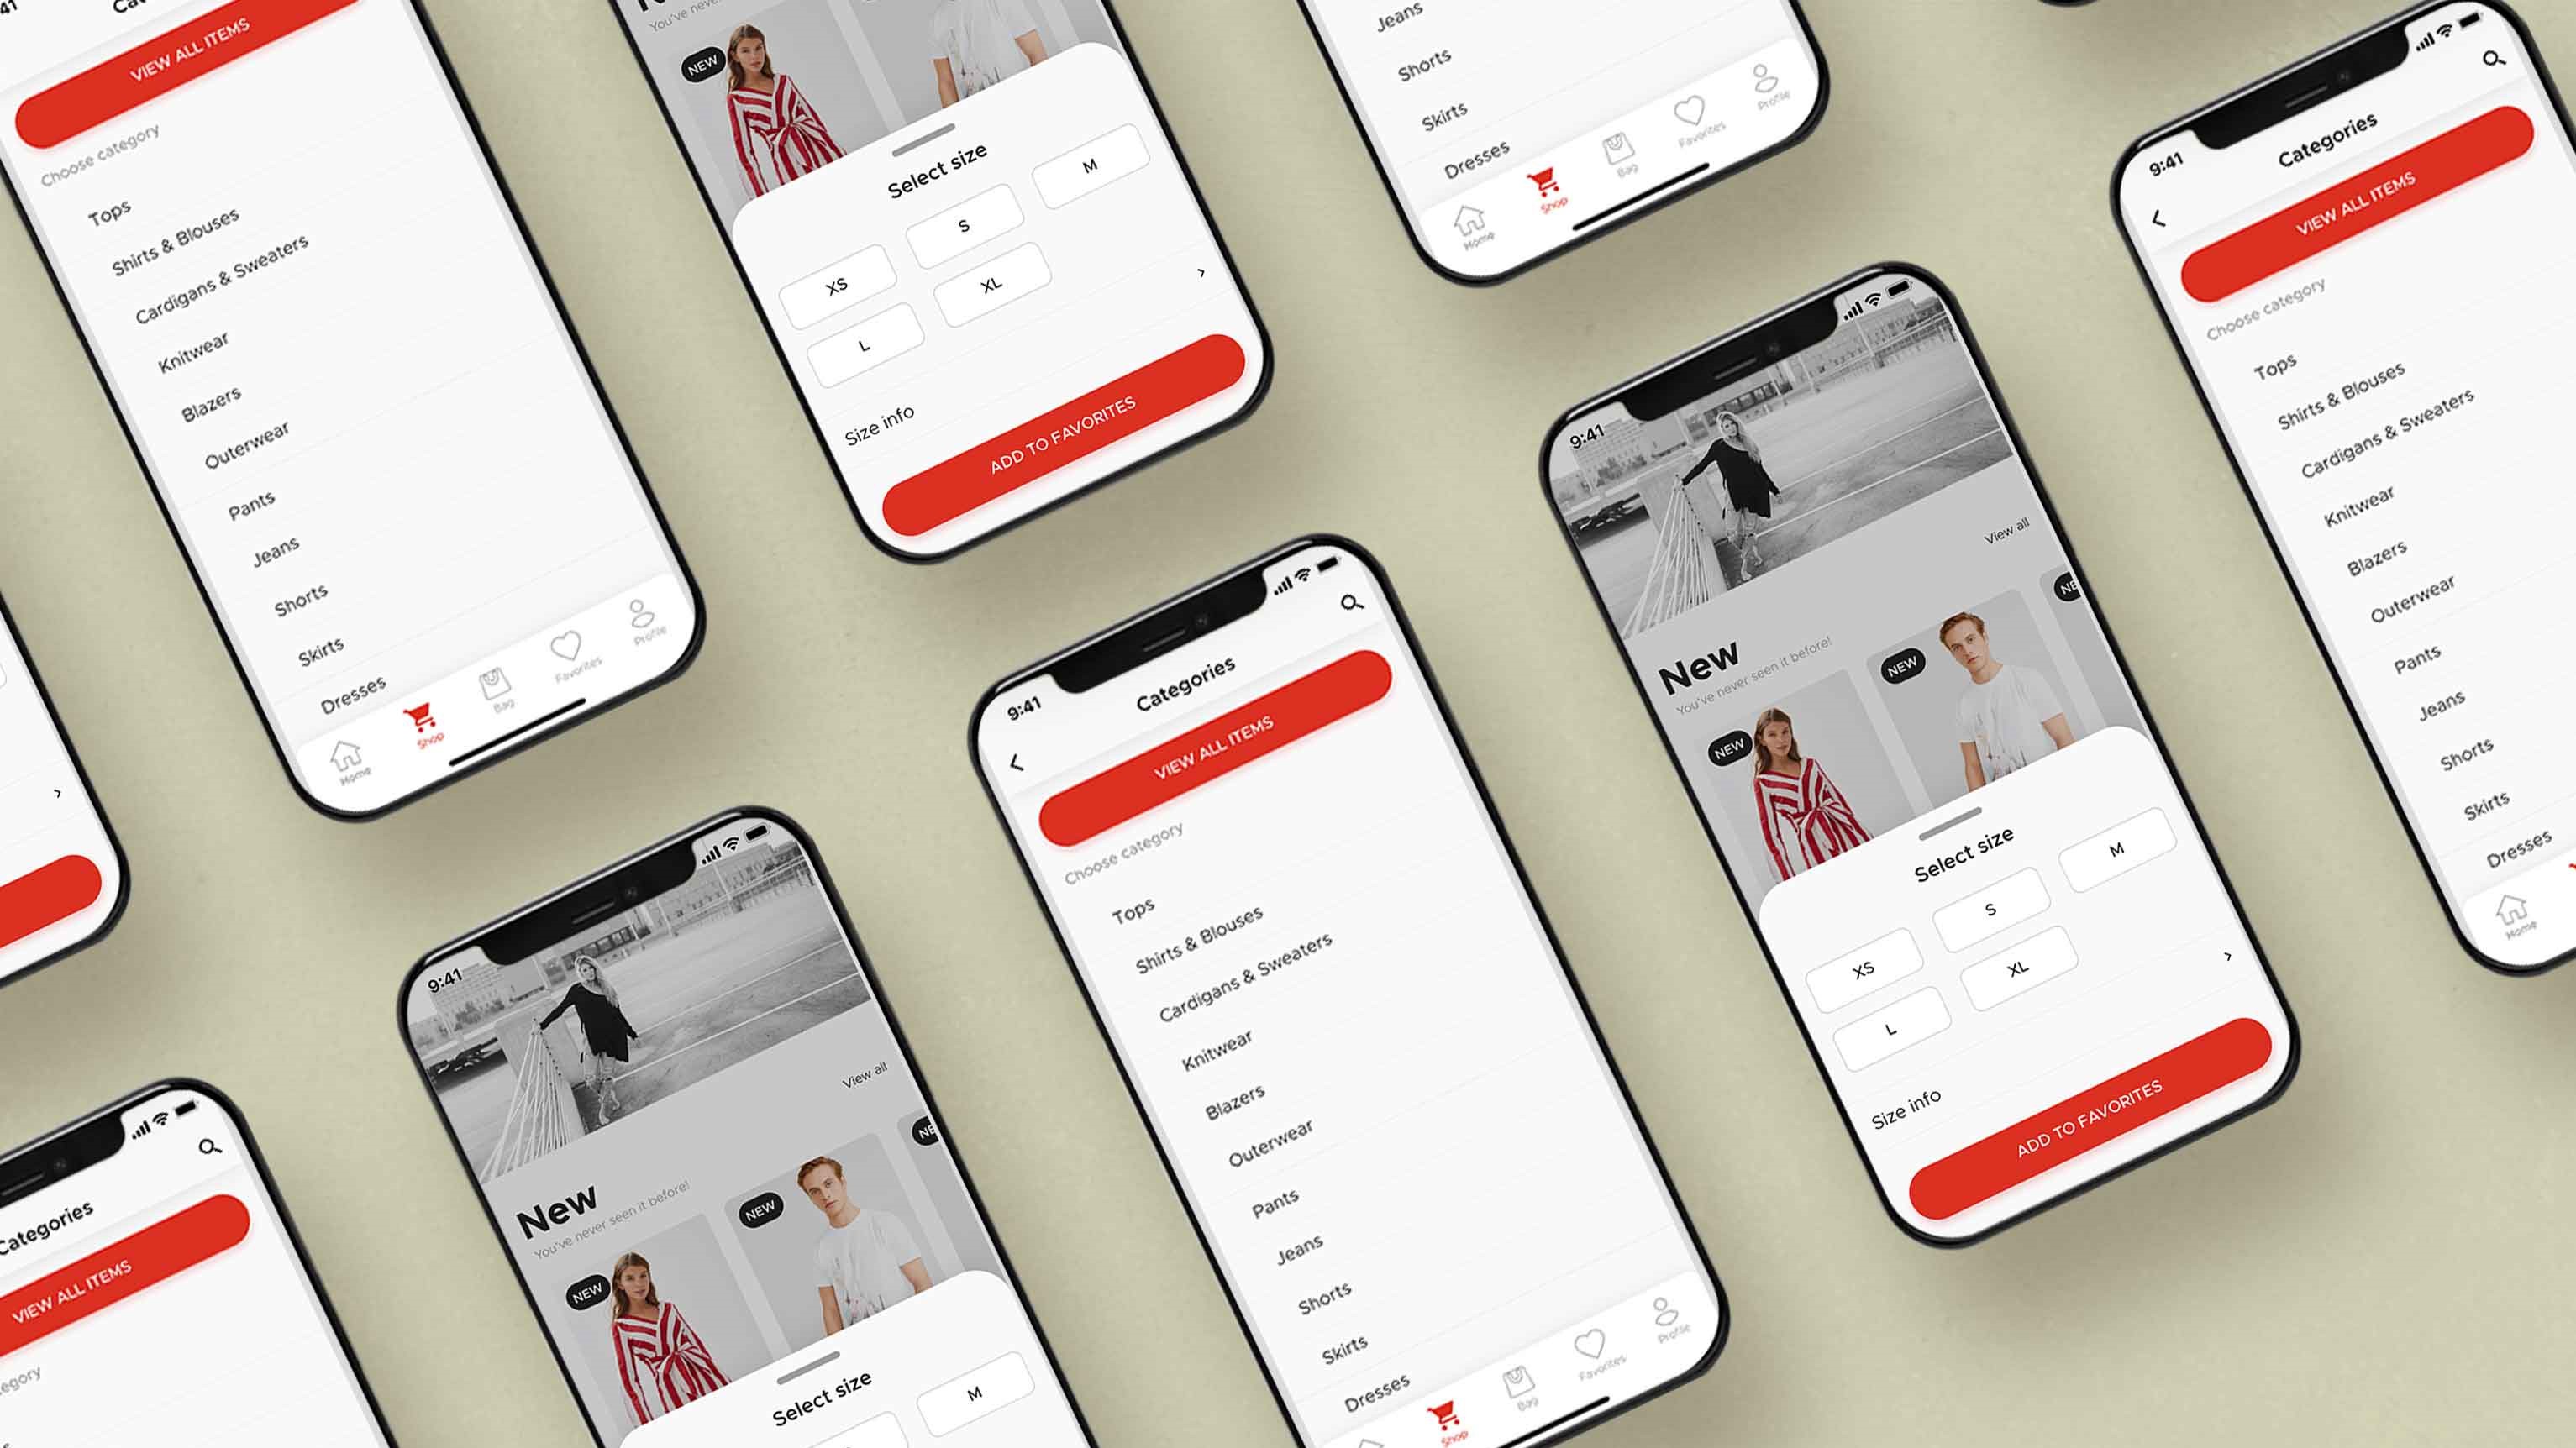 41
VIEW ALL ITEMS
Choose category
Tops
Shirts & Blouses
Cardigans & Sweaters
Knitwear
Blazers
Outerwear
Pants
Jeans
Shorts
Skirts
Dresses
Home
Shop
Bag
Favorites
Profile
NEW
Select size
XS
S
M
L
XL
Size info
ADD TO FAVORITES
Jeans
Shorts
Skirts
Dresses
Home
Shop
Bag
Favorites
Profile
9:41
Categories
VIEW ALL ITEMS
Choose category
Tops
Shirts & Blouses
Cardigans & Sweaters
Knitwear
Blazers
Outerwear
Pants
Jeans
Shorts
Skirts
Dresses
Home
Categories
VIEW ALL ITEMS
9:41
View all
New
You've never seen it before!
NEW
NEW
Select size
M
9:41
Categories
VIEW ALL ITEMS
Choose category
Tops
Shirts & Blouses
Cardigans & Sweaters
Knitwear
Blazers
Outerwear
Pants
Jeans
Shorts
Skirts
Dresses
Shop
Bag
Favorites
Profile
9:41
View all
New
You've never seen it before!
NEW
NEW
Select size
XS
S
M
L
XL
Size info
ADD TO FAVORITES